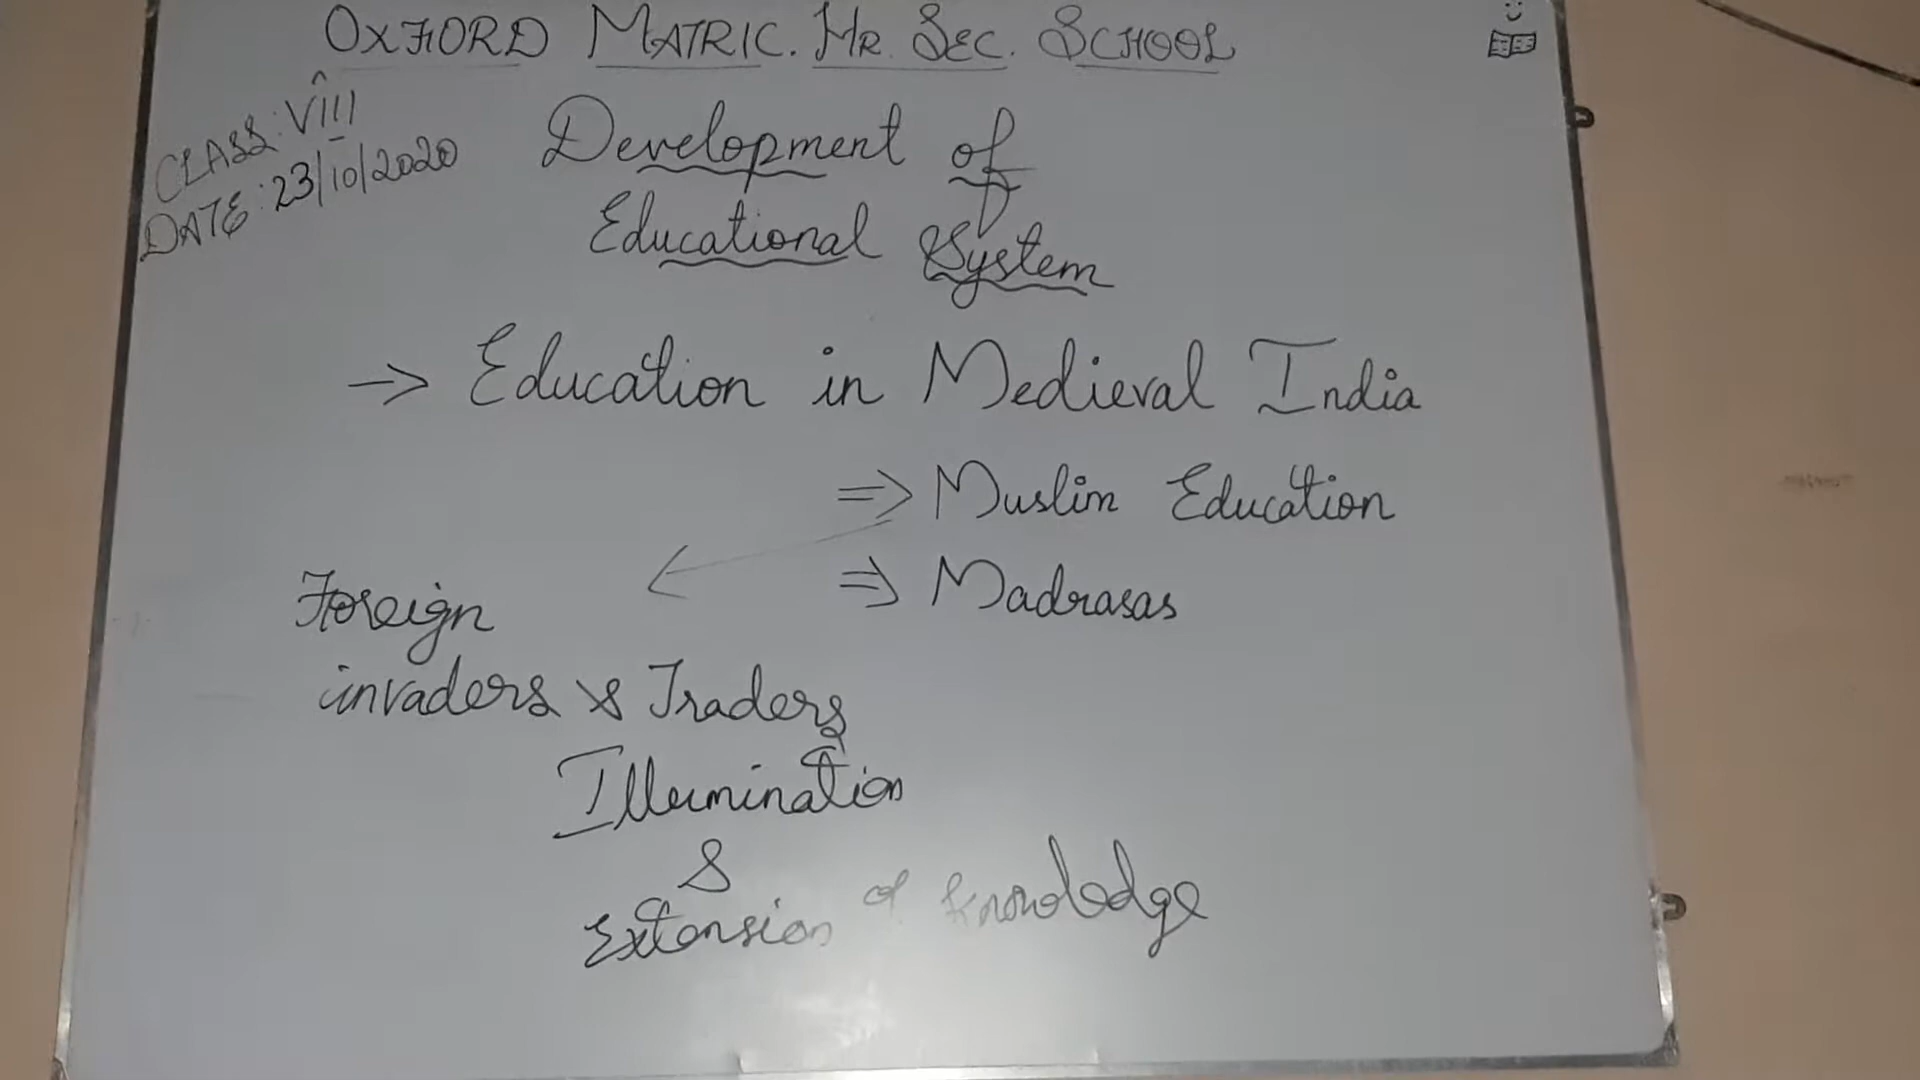 OXFORD MATRIC. HR. SEC. SCHOOL
CLASS: VIII
DATE: 23/10/2020
Development of
Educational System
→ Education in Medieval India
⇒ Muslim Education
⇒ Madrasas
Foreign
invaders & Traders
Illumination
&
Extension of knowledge